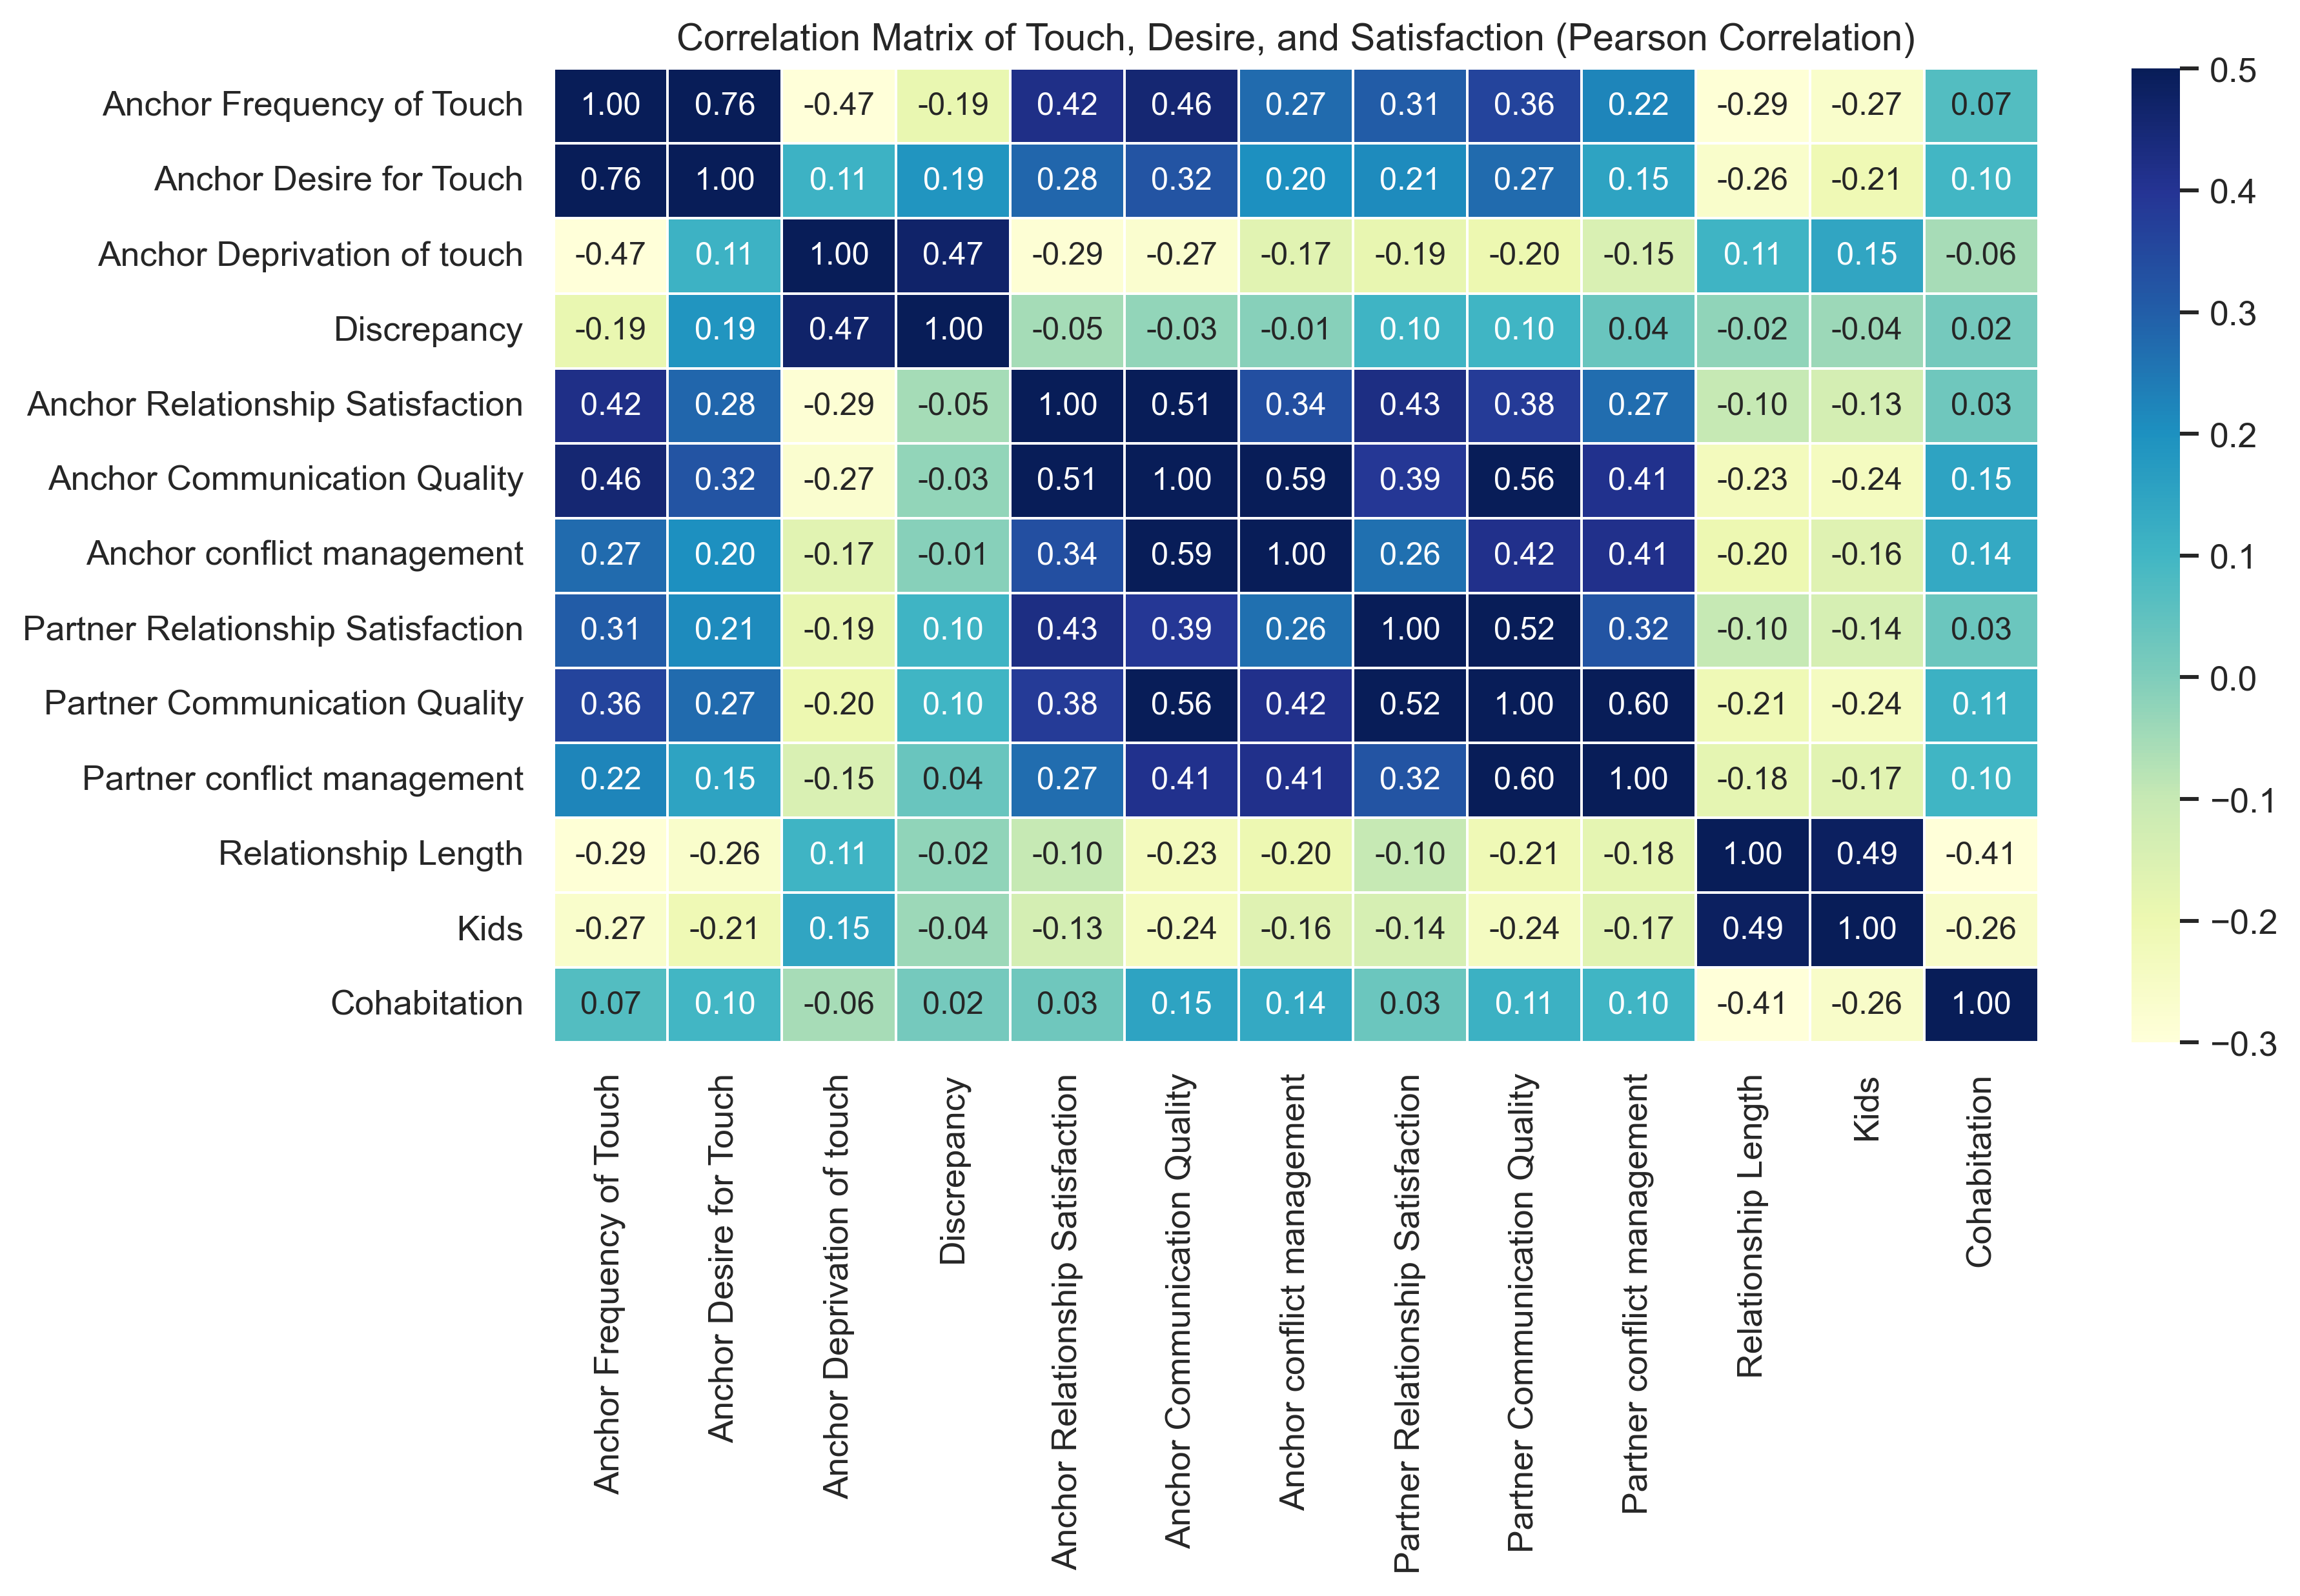 Correlation Matrix of Touch, Desire, and Satisfaction (Pearson Correlation)
Anchor Frequency of Touch 1.00 0.76 -0.47 -0.19 0.42 0.46 0.27 0.31 0.36 0.22 -0.29 -0.27 0.07
Anchor Desire for Touch 0.76 1.00 0.11 0.19 0.28 0.32 0.20 0.21 0.27 0.15 -0.26 -0.21 0.10
Anchor Deprivation of touch -0.47 0.11 1.00 0.47 -0.29 -0.27 -0.17 -0.19 -0.20 -0.15 0.11 0.15 -0.06
Discrepancy -0.19 0.19 0.47 1.00 -0.05 -0.03 -0.01 0.10 0.10 0.04 -0.02 -0.04 0.02
Anchor Relationship Satisfaction 0.42 0.28 -0.29 -0.05 1.00 0.51 0.34 0.43 0.38 0.27 -0.10 -0.13 0.03
Anchor Communication Quality 0.46 0.32 -0.27 -0.03 0.51 1.00 0.59 0.39 0.56 0.41 -0.23 -0.24 0.15
Anchor conflict management 0.27 0.20 -0.17 -0.01 0.34 0.59 1.00 0.26 0.42 0.41 -0.20 -0.16 0.14
Partner Relationship Satisfaction 0.31 0.21 -0.19 0.10 0.43 0.39 0.26 1.00 0.52 0.32 -0.10 -0.14 0.03
Partner Communication Quality 0.36 0.27 -0.20 0.10 0.38 0.56 0.42 0.52 1.00 0.60 -0.21 -0.24 0.11
Partner conflict management 0.22 0.15 -0.15 0.04 0.27 0.41 0.41 0.32 0.60 1.00 -0.18 -0.17 0.10
Relationship Length -0.29 -0.26 0.11 -0.02 -0.10 -0.23 -0.20 -0.10 -0.21 -0.18 1.00 0.49 -0.41
Kids -0.27 -0.21 0.15 -0.04 -0.13 -0.24 -0.16 -0.14 -0.24 -0.17 0.49 1.00 -0.26
Cohabitation 0.07 0.10 -0.06 0.02 0.03 0.15 0.14 0.03 0.11 0.10 -0.41 -0.26 1.00
Anchor Frequency of Touch
Anchor Desire for Touch
Anchor Deprivation of touch
Discrepancy
Anchor Relationship Satisfaction
Anchor Communication Quality
Anchor conflict management
Partner Relationship Satisfaction
Partner Communication Quality
Partner conflict management
Relationship Length
Kids
Cohabitation
0.5
0.4
0.3
0.2
0.1
0.0
−0.1
−0.2
−0.3